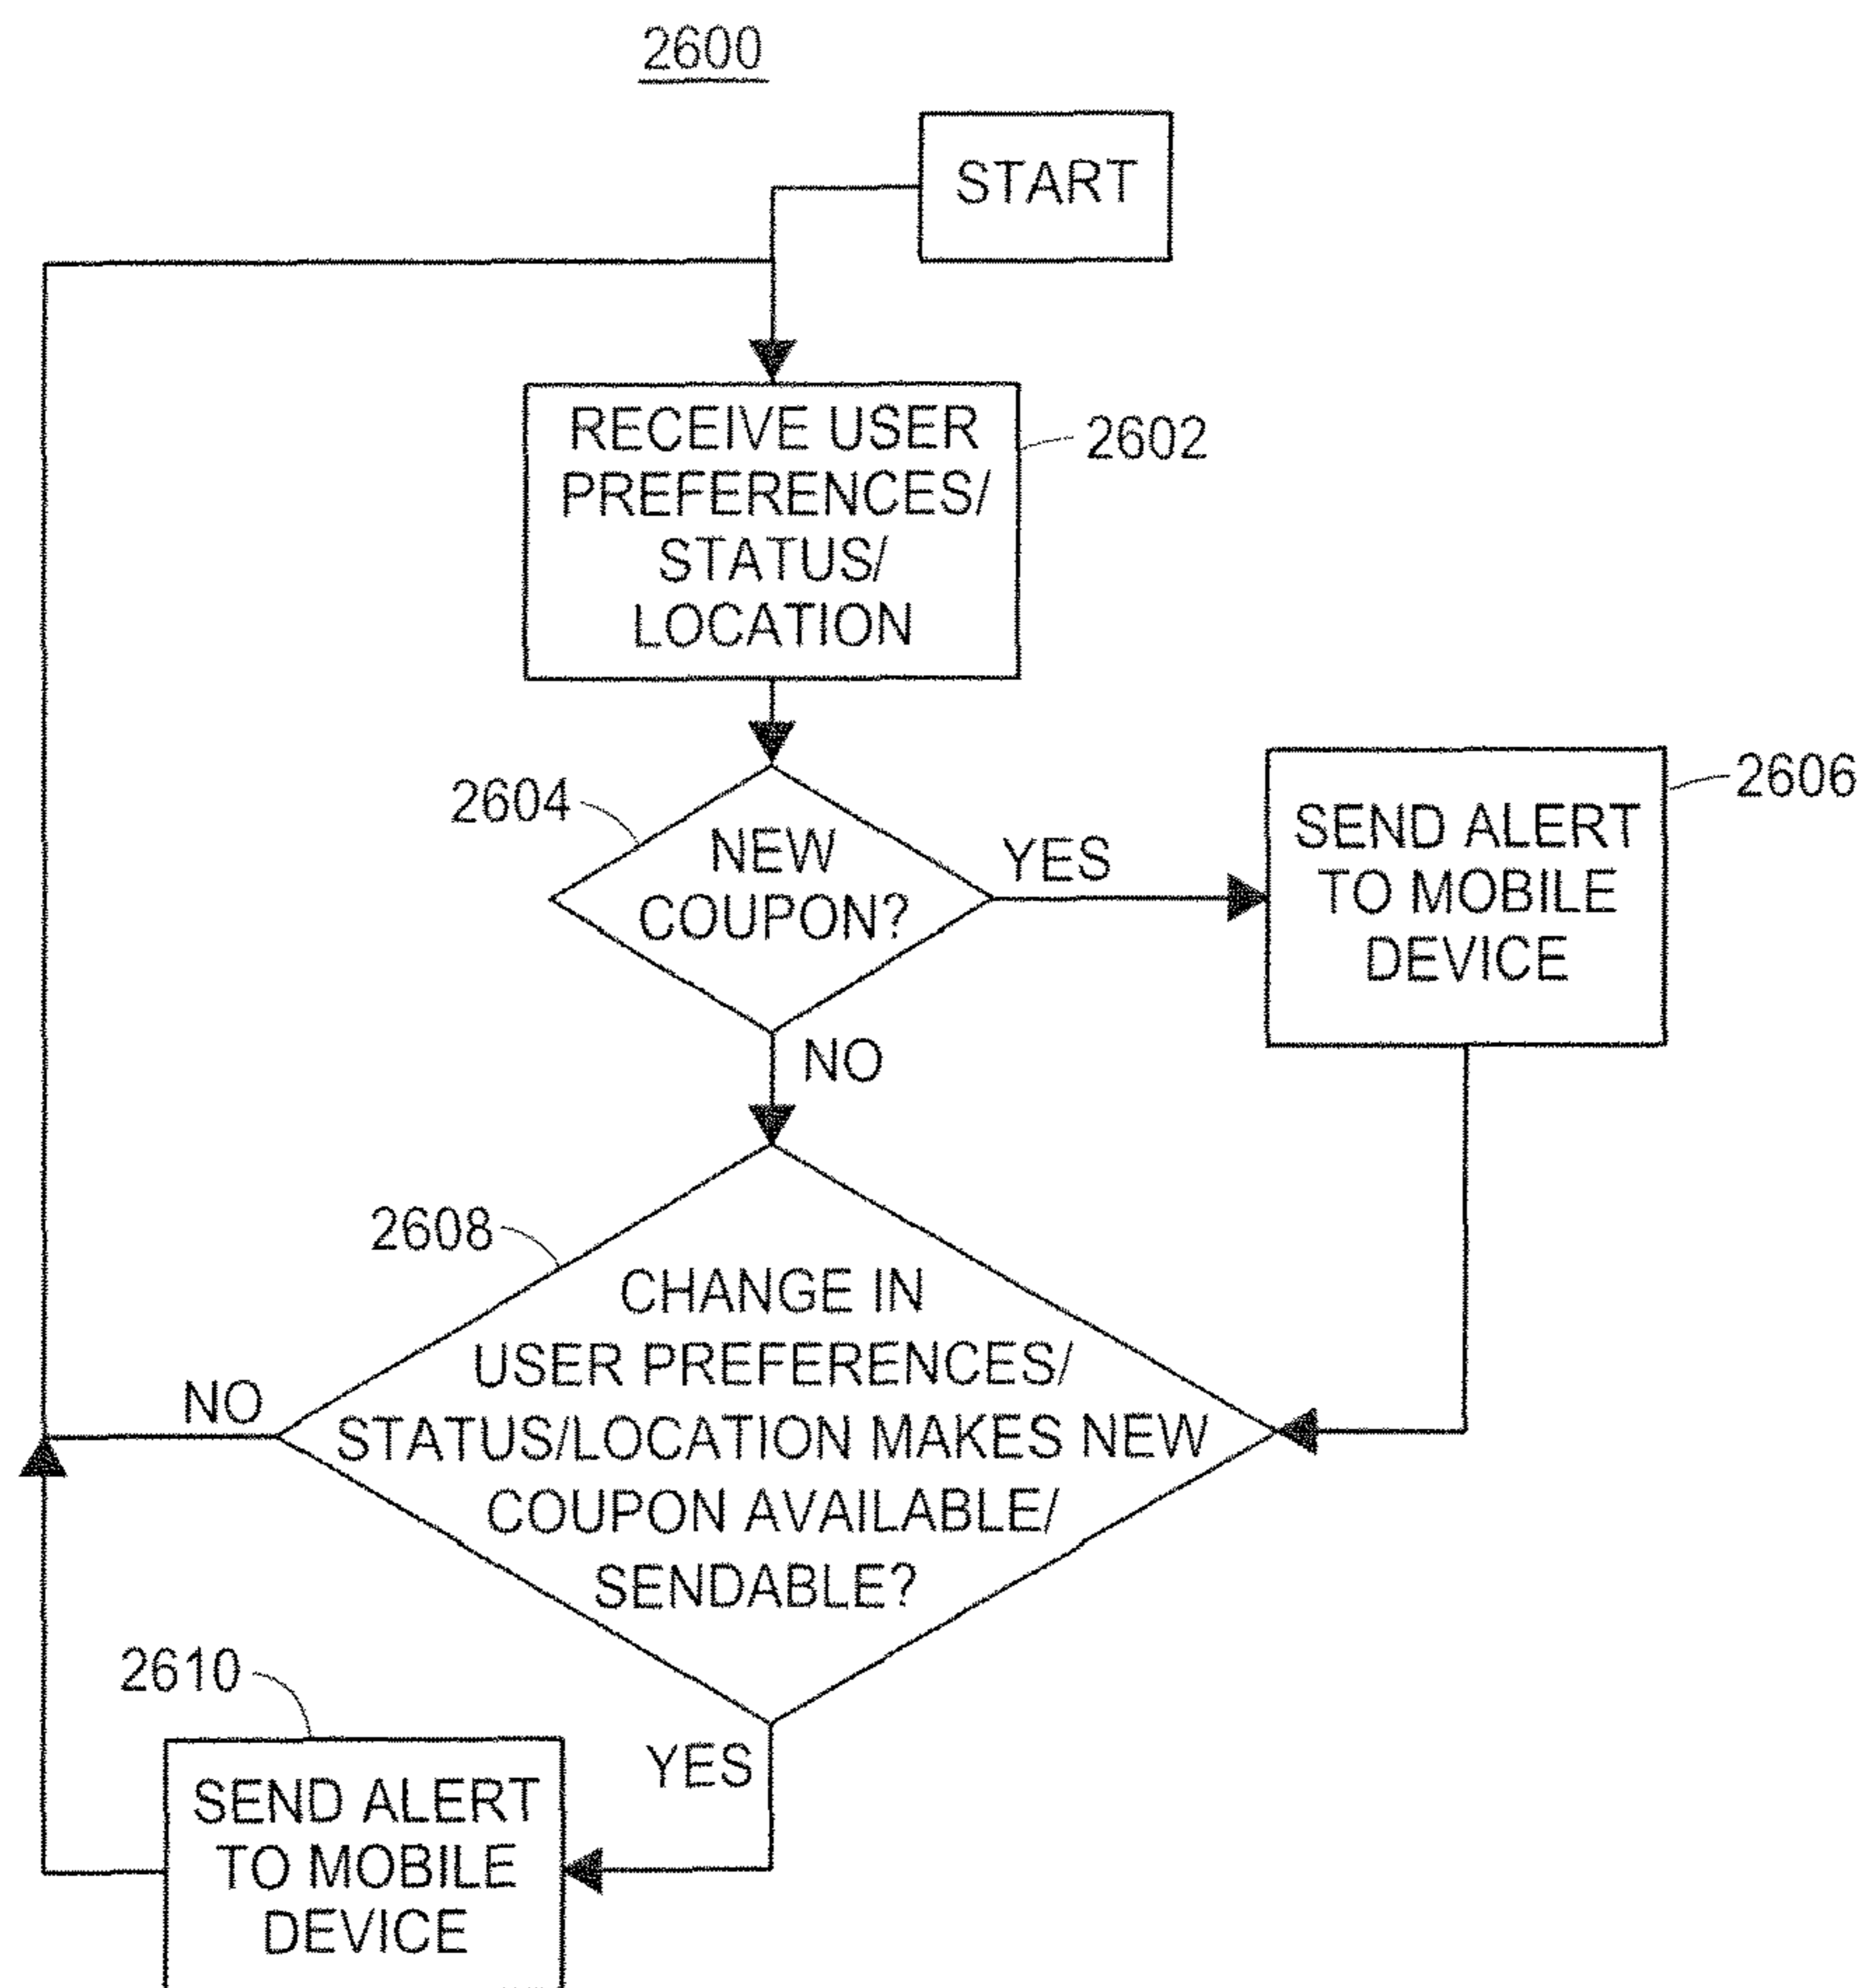 2600
START
RECEIVE USER
PREFERENCES/
STATUS/
LOCATION
2602
2604
NEW
COUPON?
YES
NO
SEND ALERT
TO MOBILE
DEVICE
2606
2608
CHANGE IN
USER PREFERENCES/
STATUS/LOCATION MAKES NEW
COUPON AVAILABLE/
SENDABLE?
NO
YES
2610
SEND ALERT
TO MOBILE
DEVICE